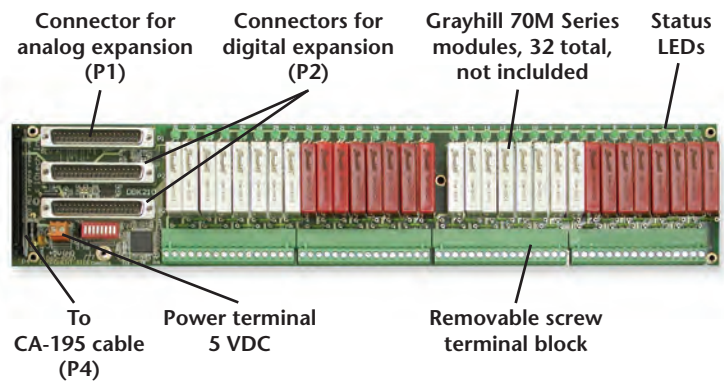 Connector for
analog expansion
(P1)
Connectors for
digital expansion
(P2)
Grayhill 70M Series
modules, 32 total,
not inclulded
Status
LEDs
To
CA-195 cable
(P4)
Power terminal
5 VDC
Removable screw
terminal block